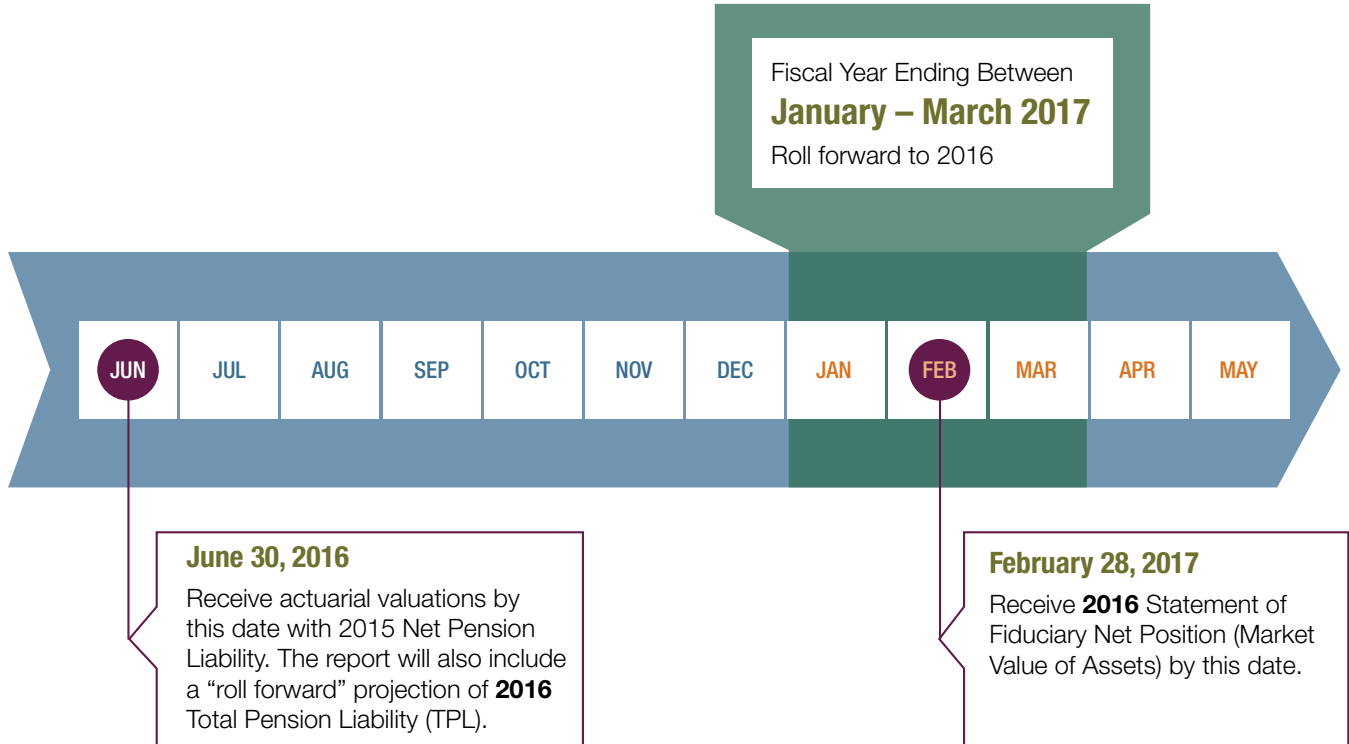 Fiscal Year Ending Between
January – March 2017
Roll forward to 2016
JUN JUL AUG SEP OCT NOV DEC JAN FEB MAR APR MAY
June 30, 2016
Receive actuarial valuations by
this date with 2015 Net Pension
Liability. The report will also include
a “roll forward” projection of 2016
Total Pension Liability (TPL).
February 28, 2017
Receive 2016 Statement of
Fiduciary Net Position (Market
Value of Assets) by this date.